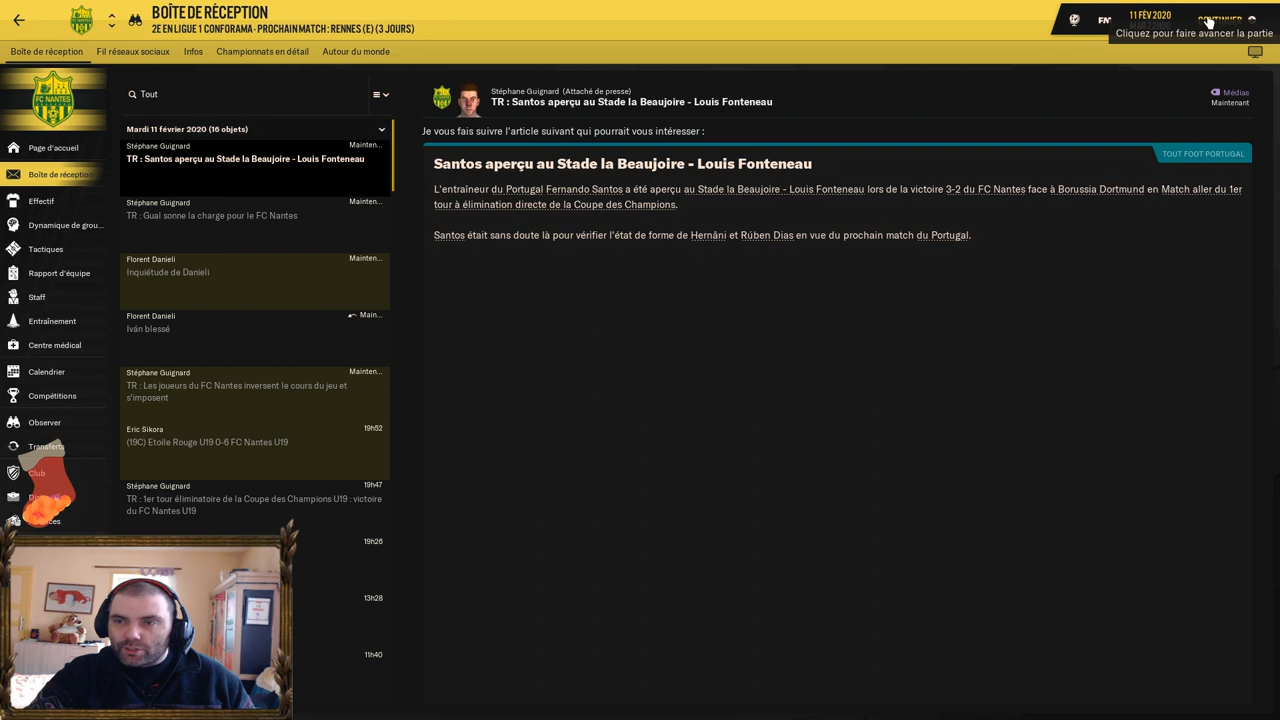 BOÎTE DE RÉCEPTION
2E EN LIGUE 1 CONFORAMA - PROCHAIN MATCH : RENNES (E) (3 JOURS)
11 FÉV 2020
Cliquez pour faire avancer la partie
Boîte de réception
Fil réseaux sociaux
Infos
Championnats en détail
Autour du monde
FC NANTES
Page d'accueil
Boîte de réception
Effectif
Dynamique de grou...
Tactiques
Rapport d'équipe
Staff
Entraînement
Centre médical
Calendrier
Compétitions
Observer
Transferts
Club
Tout
Mardi 11 février 2020 (16 objets)
Stéphane Guignard
Mainten...
TR : Santos aperçu au Stade la Beaujoire - Louis Fonteneau
Stéphane Guignard
Mainten...
TR : Gual sonne la charge pour le FC Nantes
Florent Danieli
Mainten...
Inquiétude de Danieli
Florent Danieli
Main...
Iván blessé
Stéphane Guignard
Mainten...
TR : Les joueurs du FC Nantes inversent le cours du jeu et
s'imposent
Eric Sikora
19h52
(19C) Etoile Rouge U19 0-6 FC Nantes U19
Stéphane Guignard
19h47
TR : 1er tour éliminatoire de la Coupe des Champions U19 : victoire
du FC Nantes U19
19h26
13h28
11h40
Stéphane Guignard (Attaché de presse)
TR : Santos aperçu au Stade la Beaujoire - Louis Fonteneau
Médias
Maintenant
Je vous fais suivre l'article suivant qui pourrait vous intéresser :
TOUT FOOT PORTUGAL
Santos aperçu au Stade la Beaujoire - Louis Fonteneau
L'entraîneur du Portugal Fernando Santos a été aperçu au Stade la Beaujoire - Louis Fonteneau lors de la victoire 3-2 du FC Nantes face à Borussia Dortmund en Match aller du 1er
tour à élimination directe de la Coupe des Champions.
Santos était sans doute là pour vérifier l'état de forme de Hernâni et Rúben Dias en vue du prochain match du Portugal.